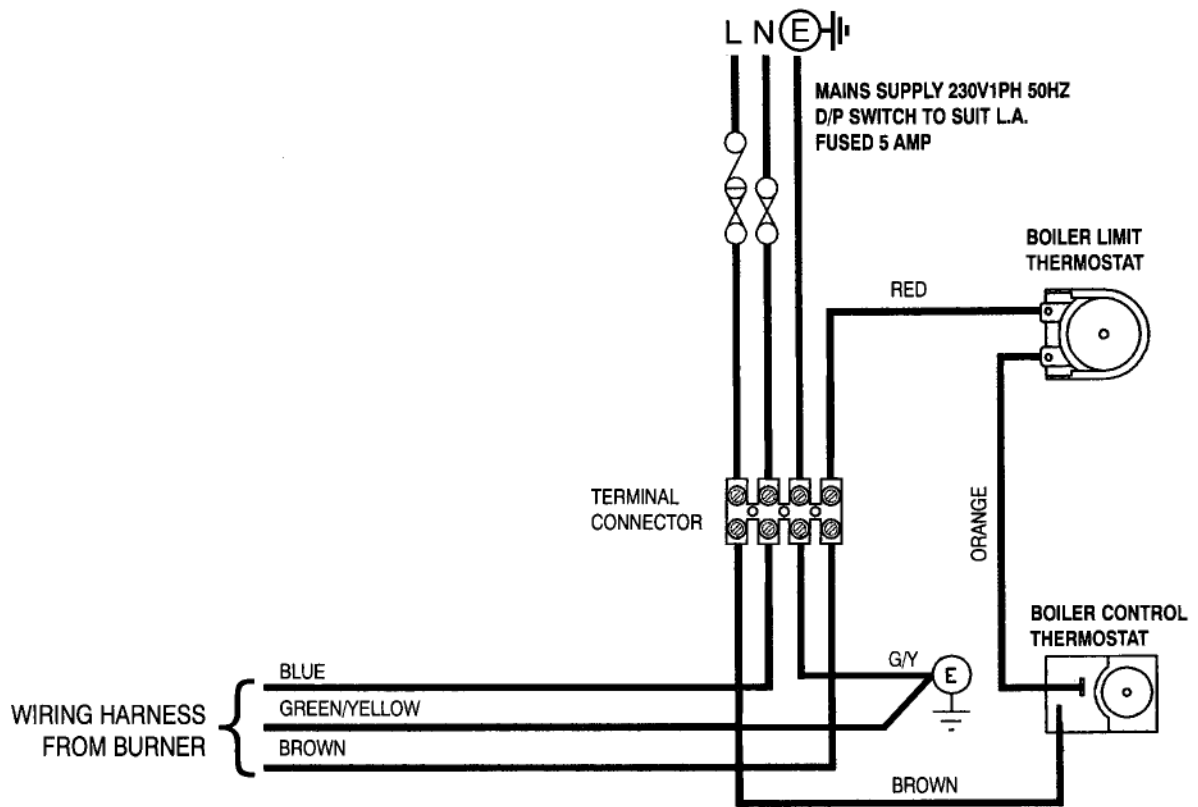 L N E
MAINS SUPPLY 230V1PH 50HZ
D/P SWITCH TO SUIT L.A.
FUSED 5 AMP
BOILER LIMIT
THERMOSTAT
RED
TERMINAL
CONNECTOR
ORANGE
BOILER CONTROL
THERMOSTAT
G/Y
E
WIRING HARNESS
FROM BURNER
BLUE
GREEN/YELLOW
BROWN
BROWN